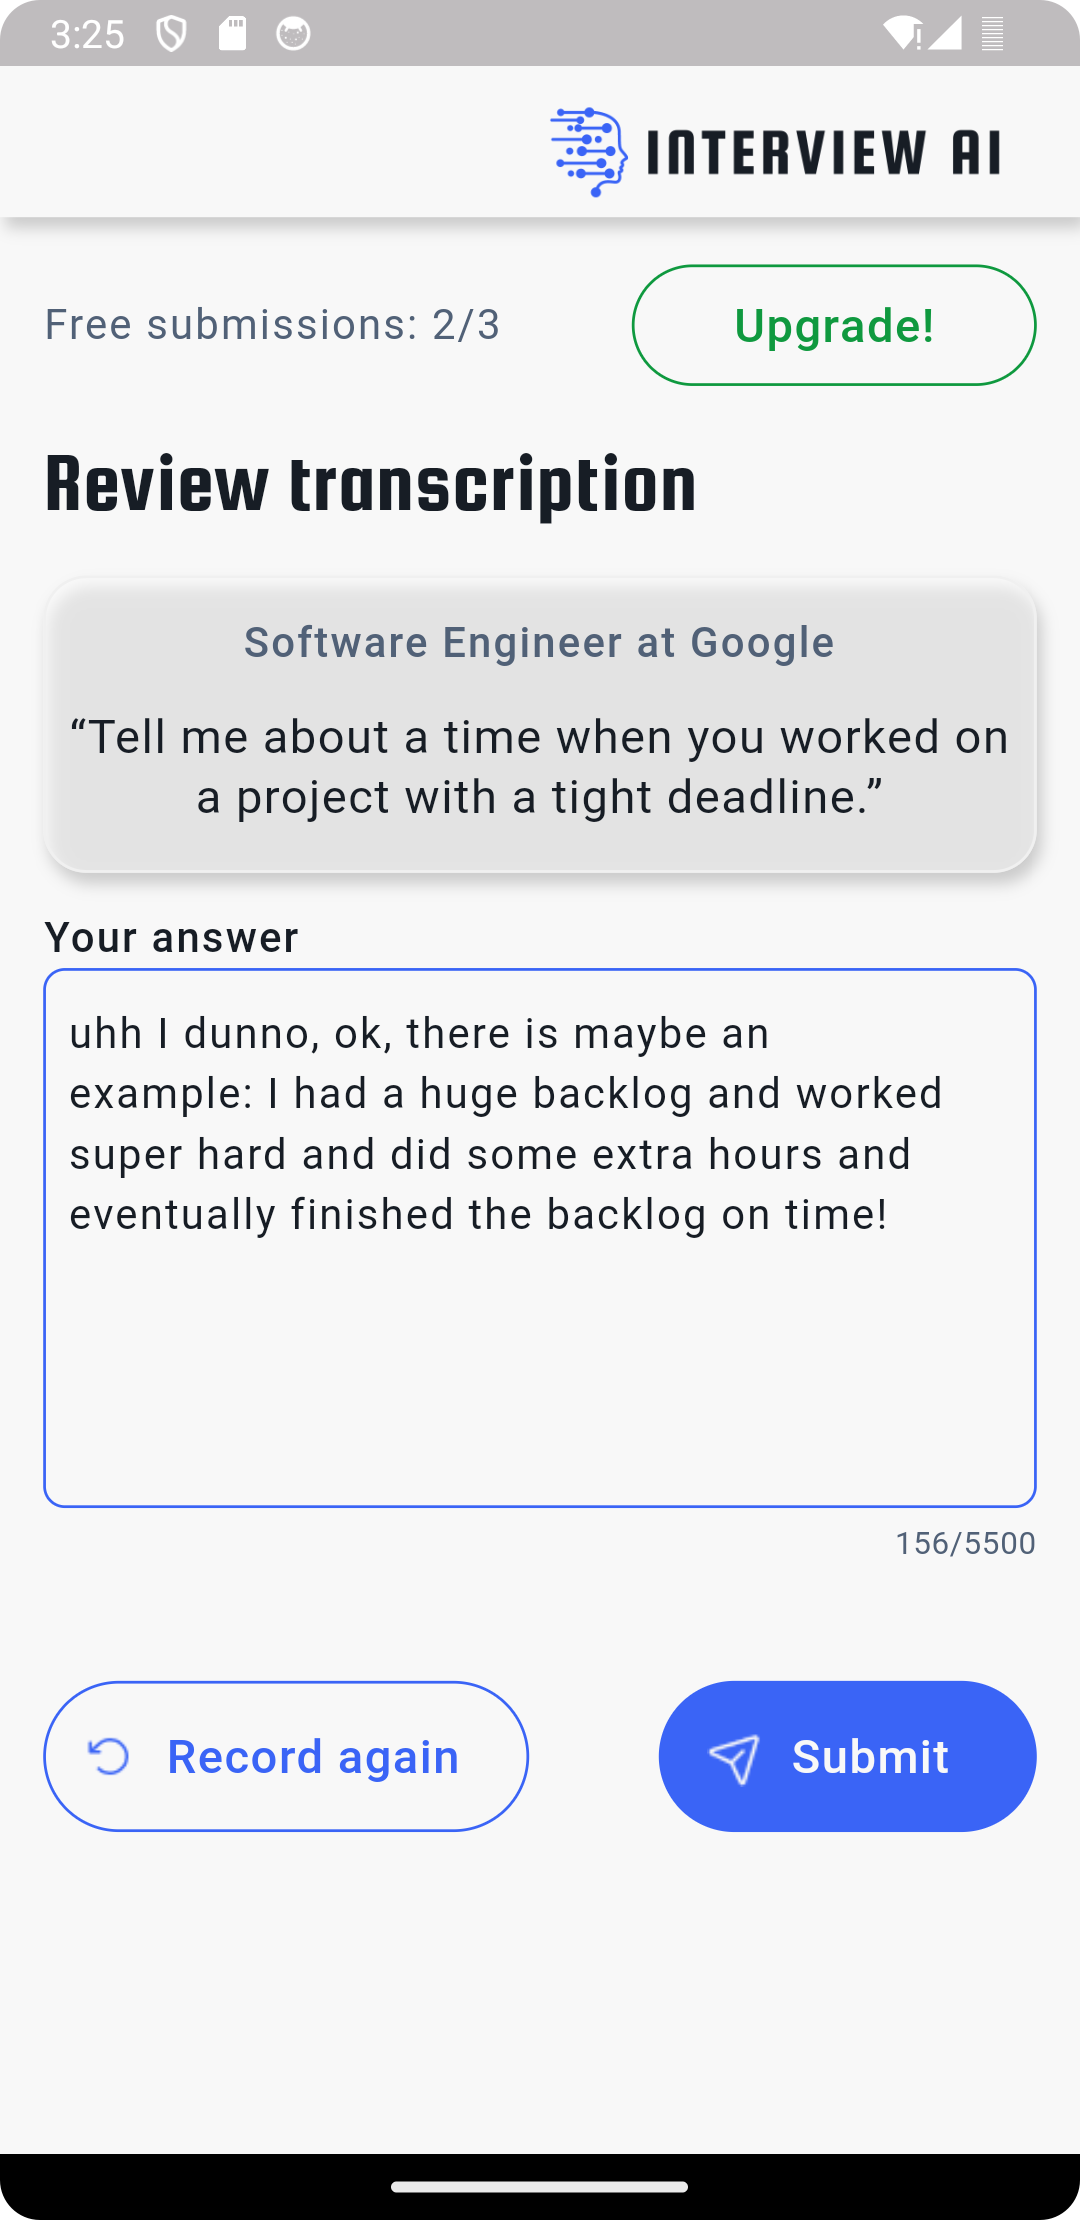 3:25
INTERVIEW AI
Free submissions: 2/3
Upgrade!
Review transcription
Software Engineer at Google
“Tell me about a time when you worked on
a project with a tight deadline.”
Your answer
uhh I dunno, ok, there is maybe an
example: I had a huge backlog and worked
super hard and did some extra hours and
eventually finished the backlog on time!
156/5500
Record again
Submit